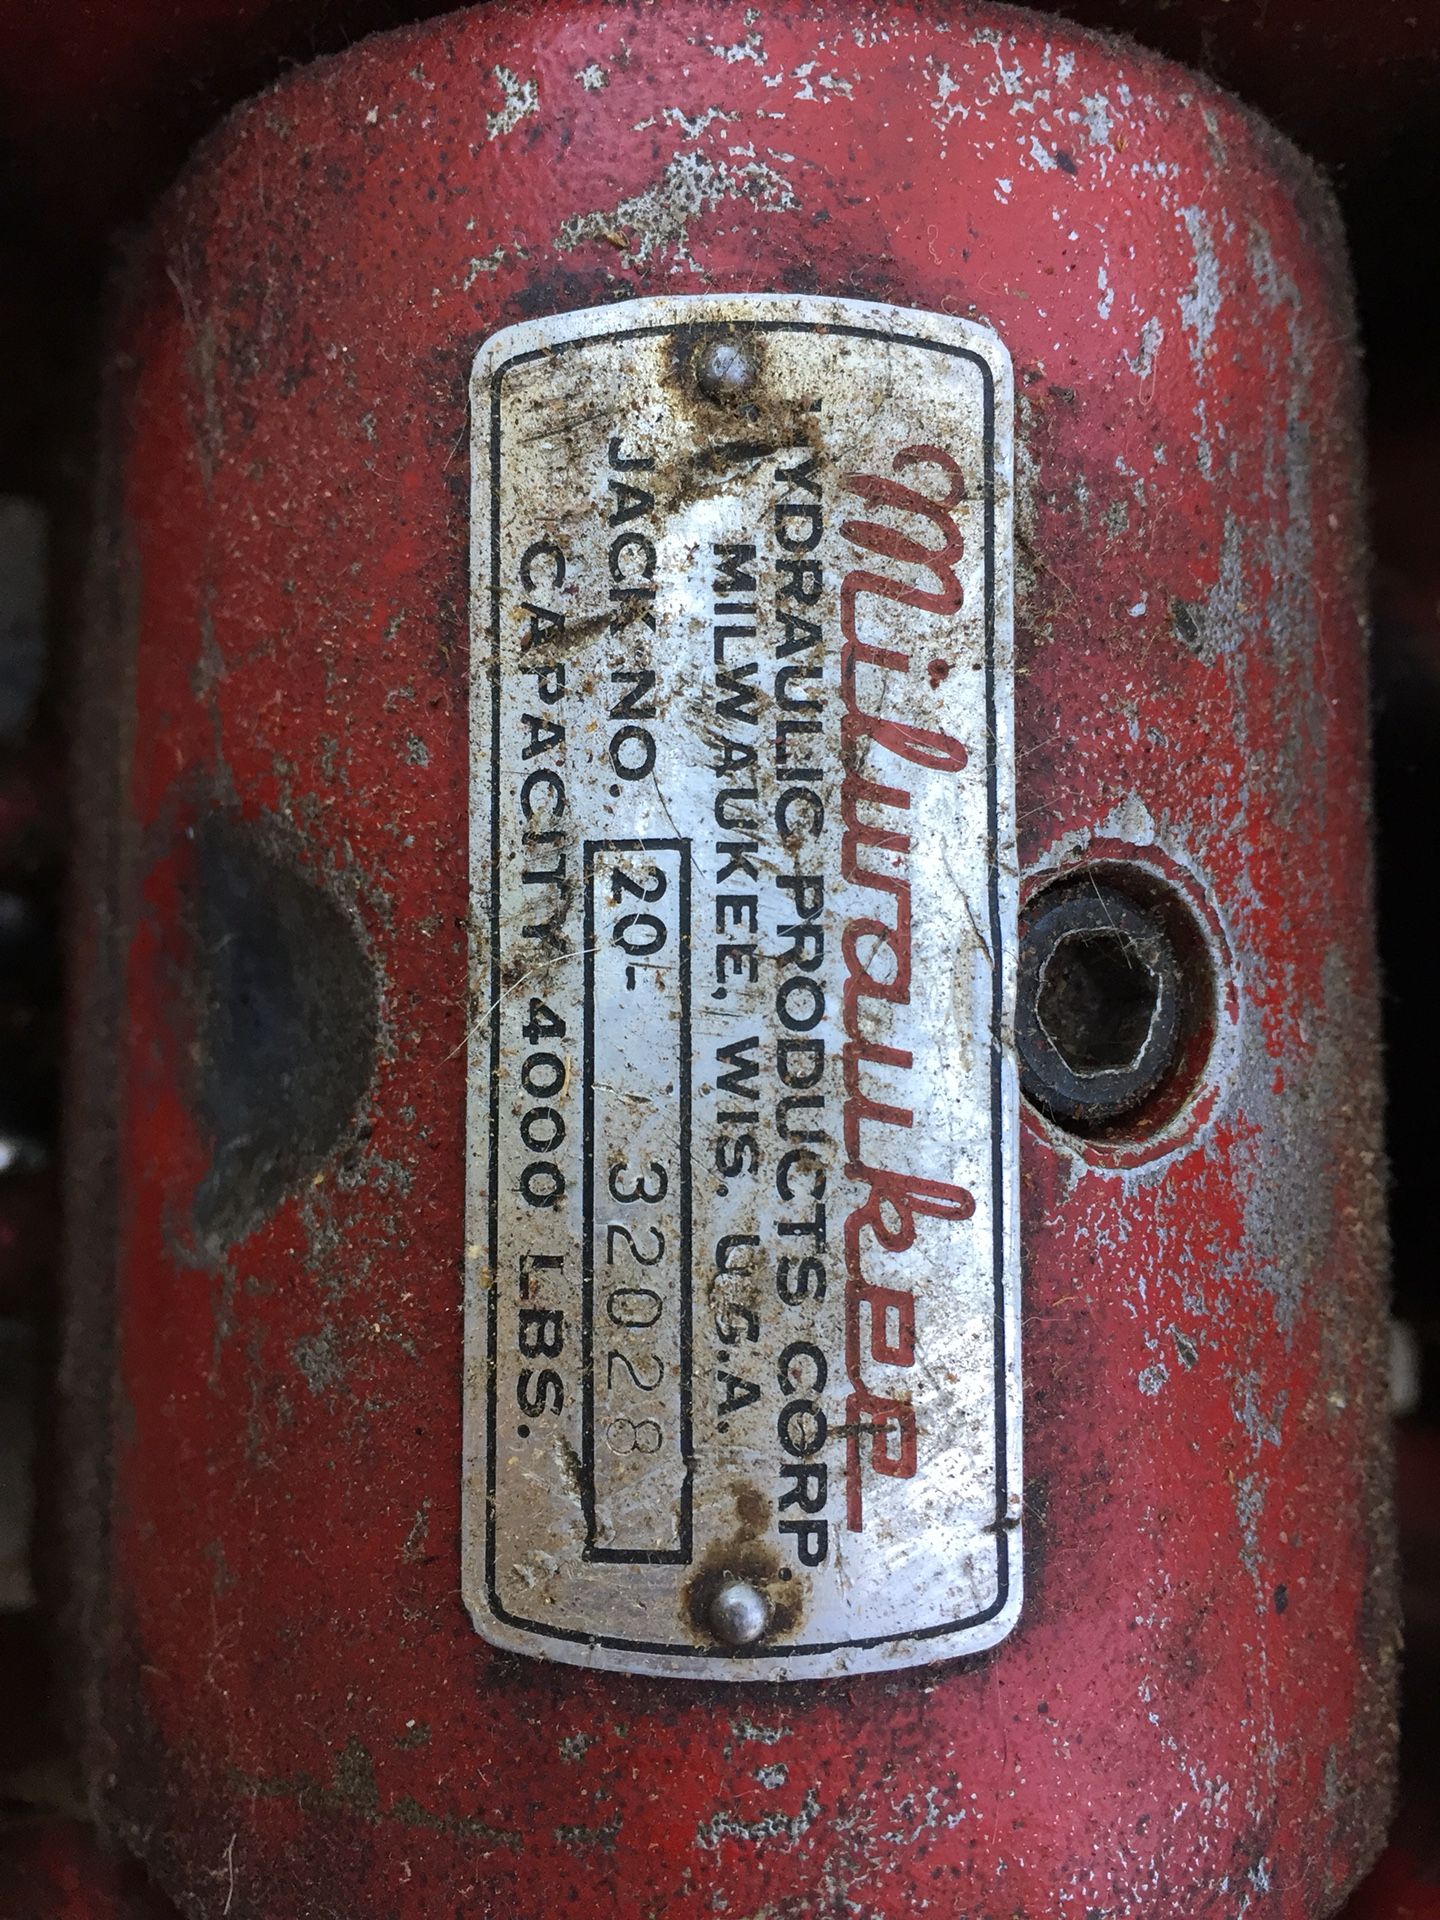 Milwaukee
HYDRAULIC PRODUCTS CORP.
MILWAUKEE, WIS. U.S.A.
JACK NO. 20- 32028
CAPACITY 4000 LBS.